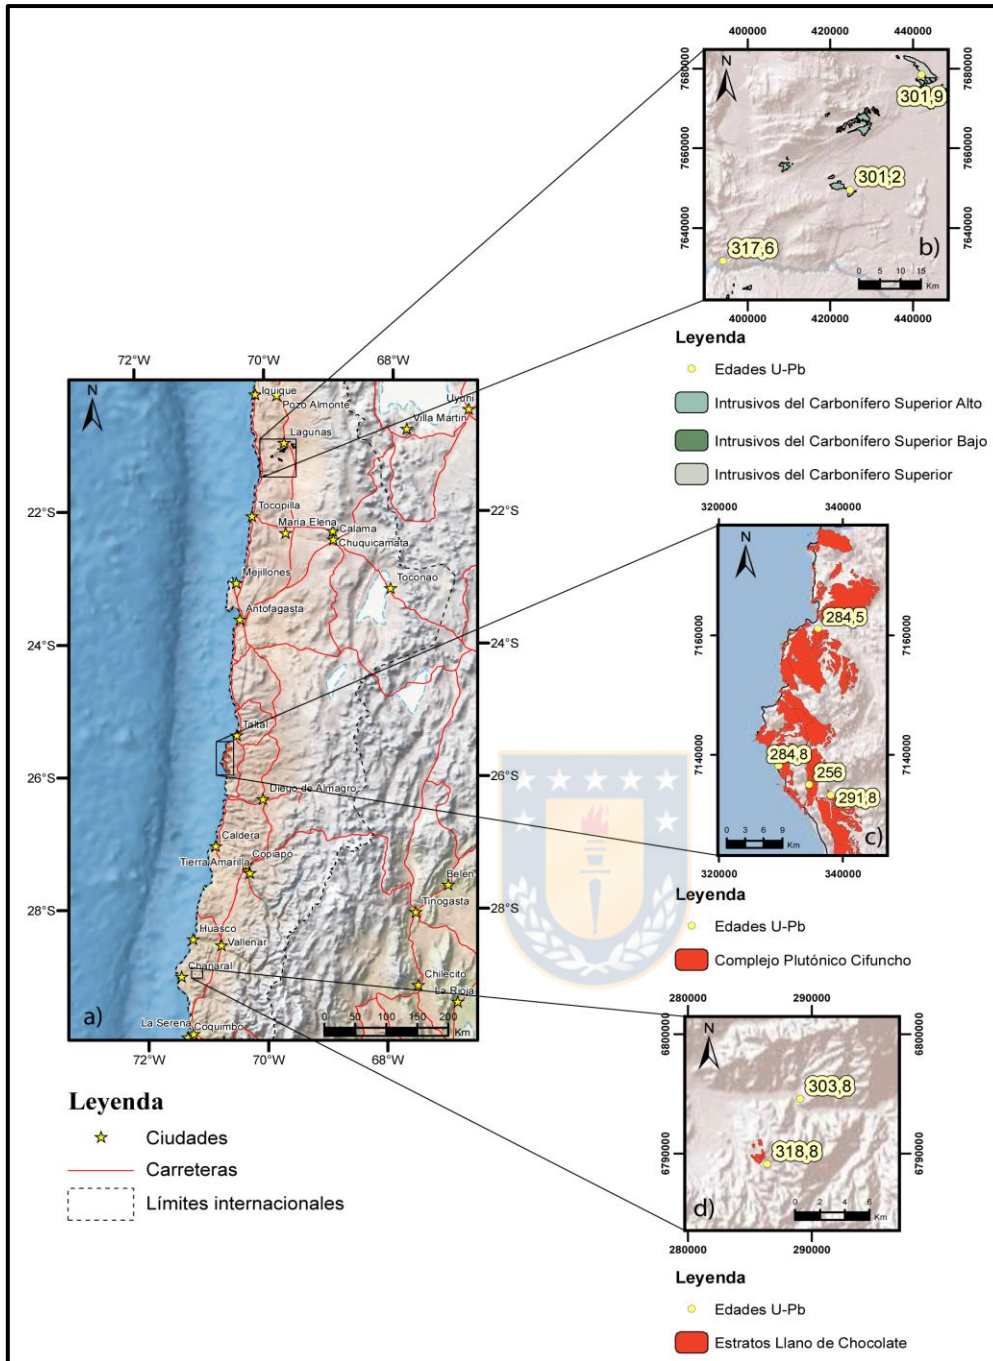 400000 420000 440000
N
7680000 7680000
301,9
7660000 7660000
301,2
7640000 7640000
317,6
b)
0 5 10 15
Km
400000 420000 440000
Leyenda
Edades U-Pb
Intrusivos del Carbonífero Superior Alto
Intrusivos del Carbonífero Superior Bajo
Intrusivos del Carbonífero Superior
72°W 70°W 68°W
N
Iquique
Pozo Almonte
Uyuni
Villa Martin
Lagunas
22°S 22°S
Tocopilla
Maria Elena
Calama
Chuquicamata
Mejillones
Toconao
Antofagasta
24°S 24°S
Taltal
26°S 26°S
Diego de Almagro
Caldera
Tierra Amarilla
Copiapó
Belén
Tinogasta
28°S 28°S
Huasco
Vallenar
Chanaral
Chilecito
La Rioja
La Serena
Coquimbo
a)
0 50 100 150 200
Km
72°W 70°W 68°W
Leyenda
Ciudades
Carreteras
Límites internacionales
320000 340000
N
284,5
7160000 7160000
284,8
7140000 7140000
256
291,8
0 3 6 9
Km
c)
320000 340000
Leyenda
Edades U-Pb
Complejo Plutónico Cifuncho
280000 290000
N
6800000 6800000
303,8
318,8
6790000 6790000
d)
0 2 4 6
Km
280000 290000
Leyenda
Edades U-Pb
Estratos Llano de Chocolate